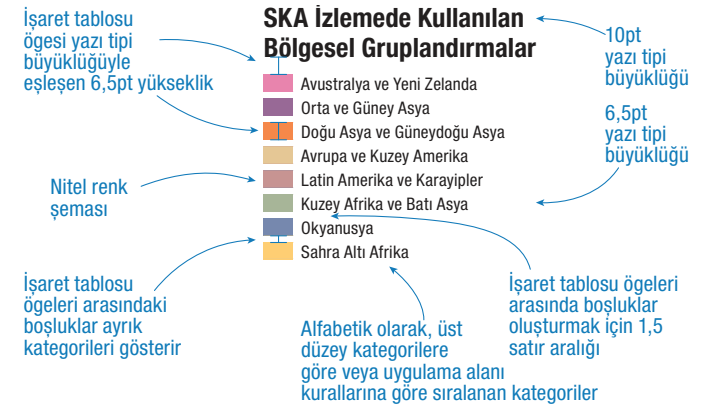 İşaret tablosu
ögesi yazı tipi
büyüklüğüyle
eşleşen 6,5pt yükseklik
SKA İzlemede Kullanılan
Bölgesel Gruplandırmalar
10pt
yazı tipi
büyüklüğü
Avustralya ve Yeni Zelanda
Orta ve Güney Asya
Doğu Asya ve Güneydoğu Asya
Avrupa ve Kuzey Amerika
Latin Amerika ve Karayipler
Kuzey Afrika ve Batı Asya
Okyanusya
Sahra Altı Afrika
6,5pt
yazı tipi
büyüklüğü
Nitel renk
şeması
İşaret tablosu
ögeleri arasındaki
boşluklar ayrık
kategorileri gösterir
Alfabetik olarak, üst
düzey kategorilere
göre veya uygulama alanı
kurallarına göre sıralanan kategoriler
İşaret tablosu ögeleri
arasında boşluklar
oluşturmak için 1,5
satır aralığı